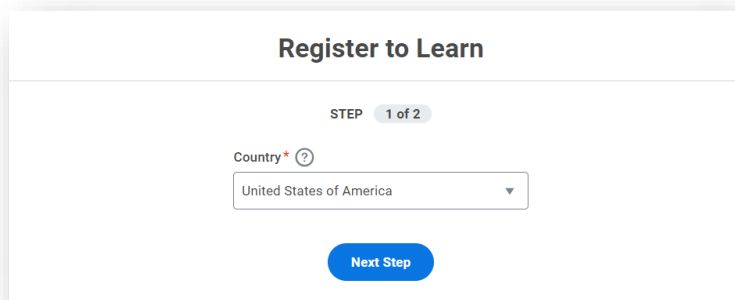 Register to Learn
STEP 1 of 2
Country* ?
United States of America
Next Step